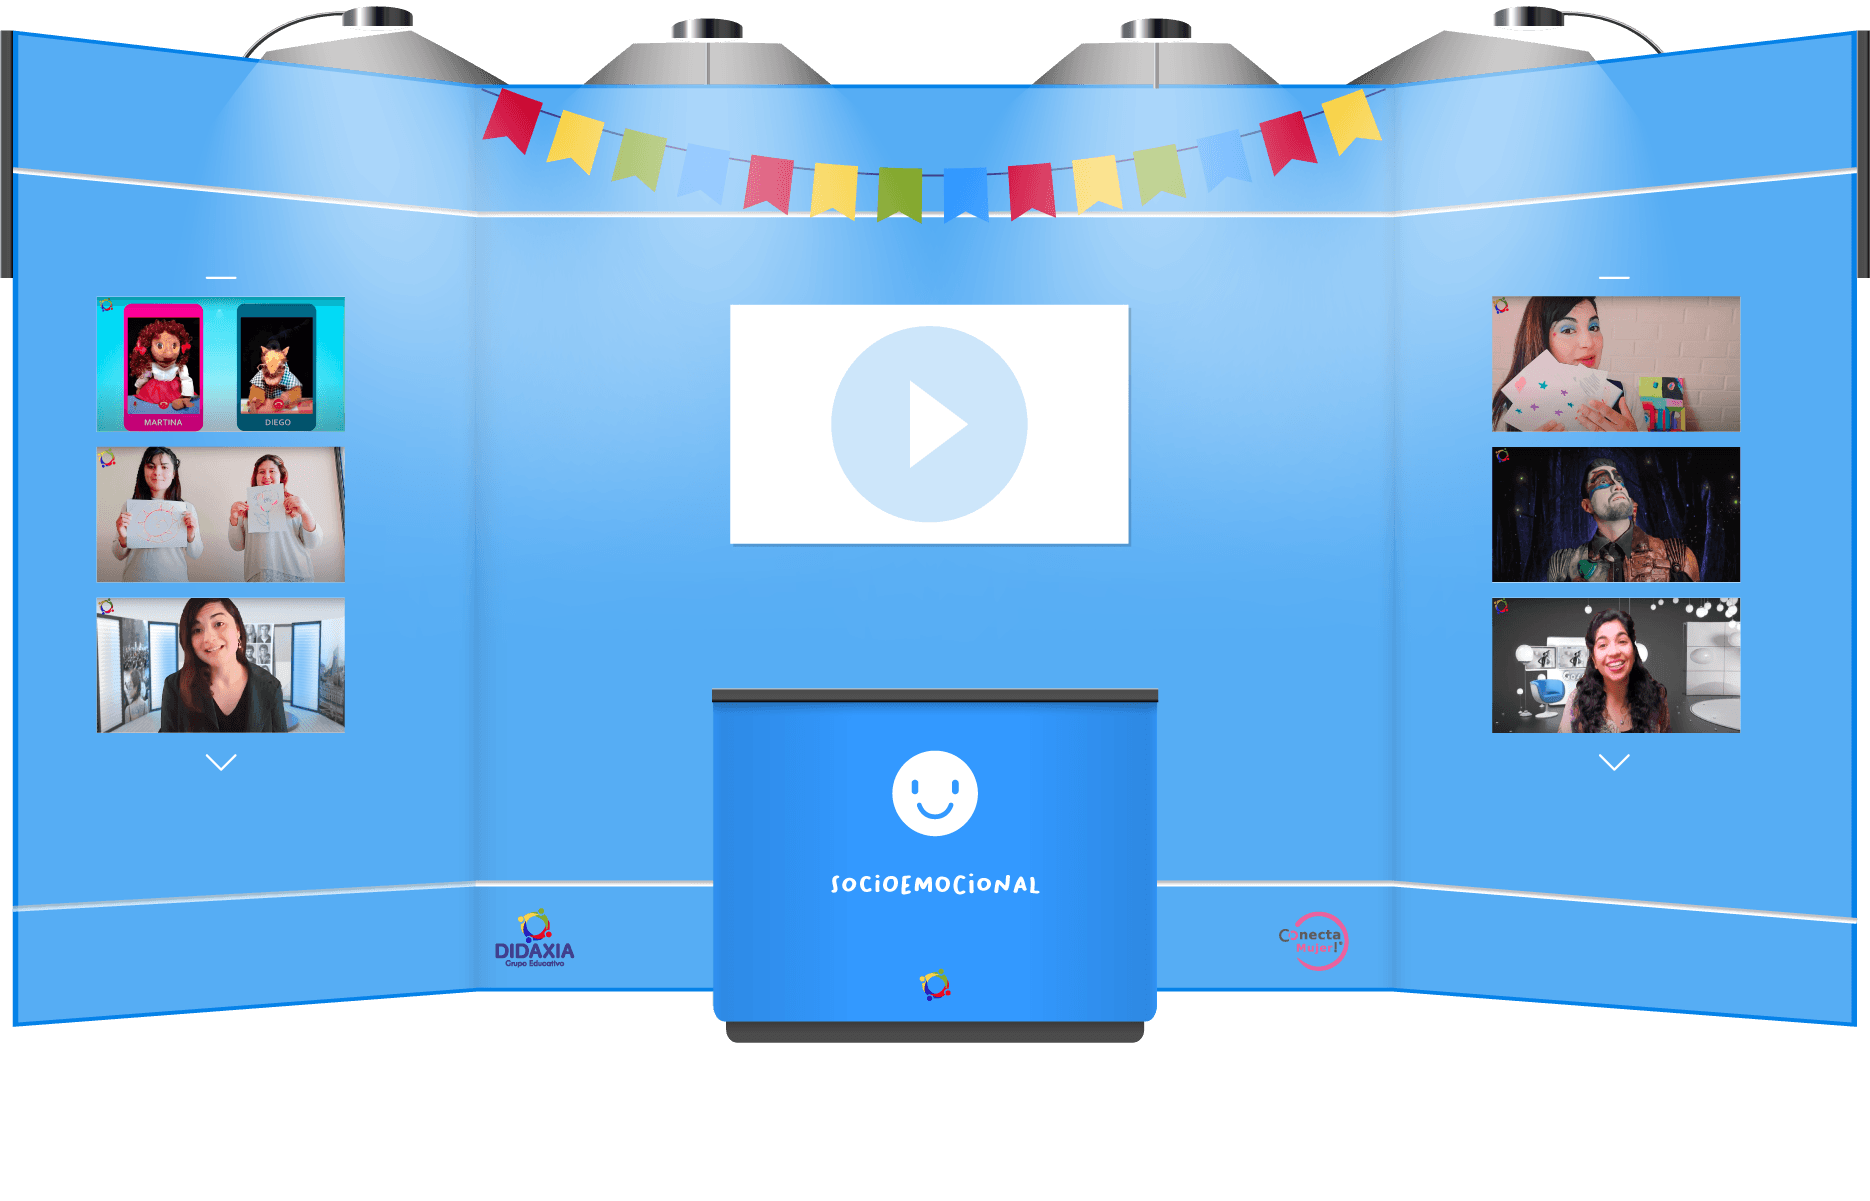 MARTINA
DIEGO
SOCIOEMOCIONAL
DIDAXIA
Grupo Educativo
Conecta
Mujer